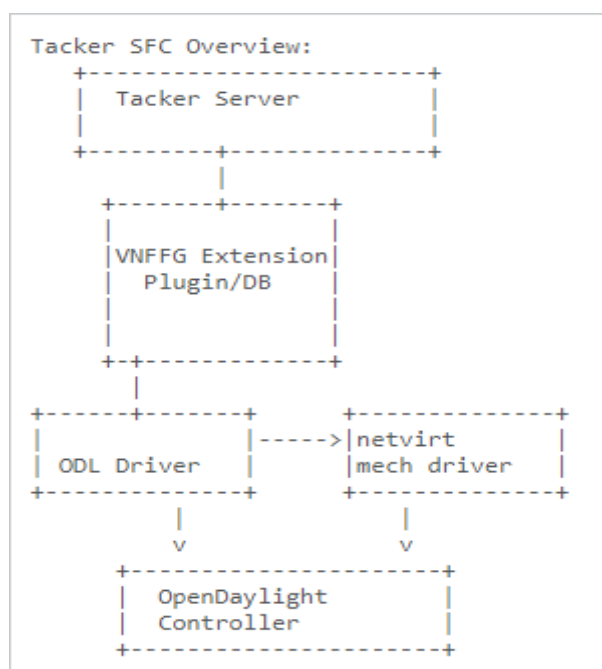 Tacker SFC Overview:
Tacker Server
VNFFG Extension
Plugin/DB
ODL Driver
netvirt
mech driver
OpenDaylight
Controller